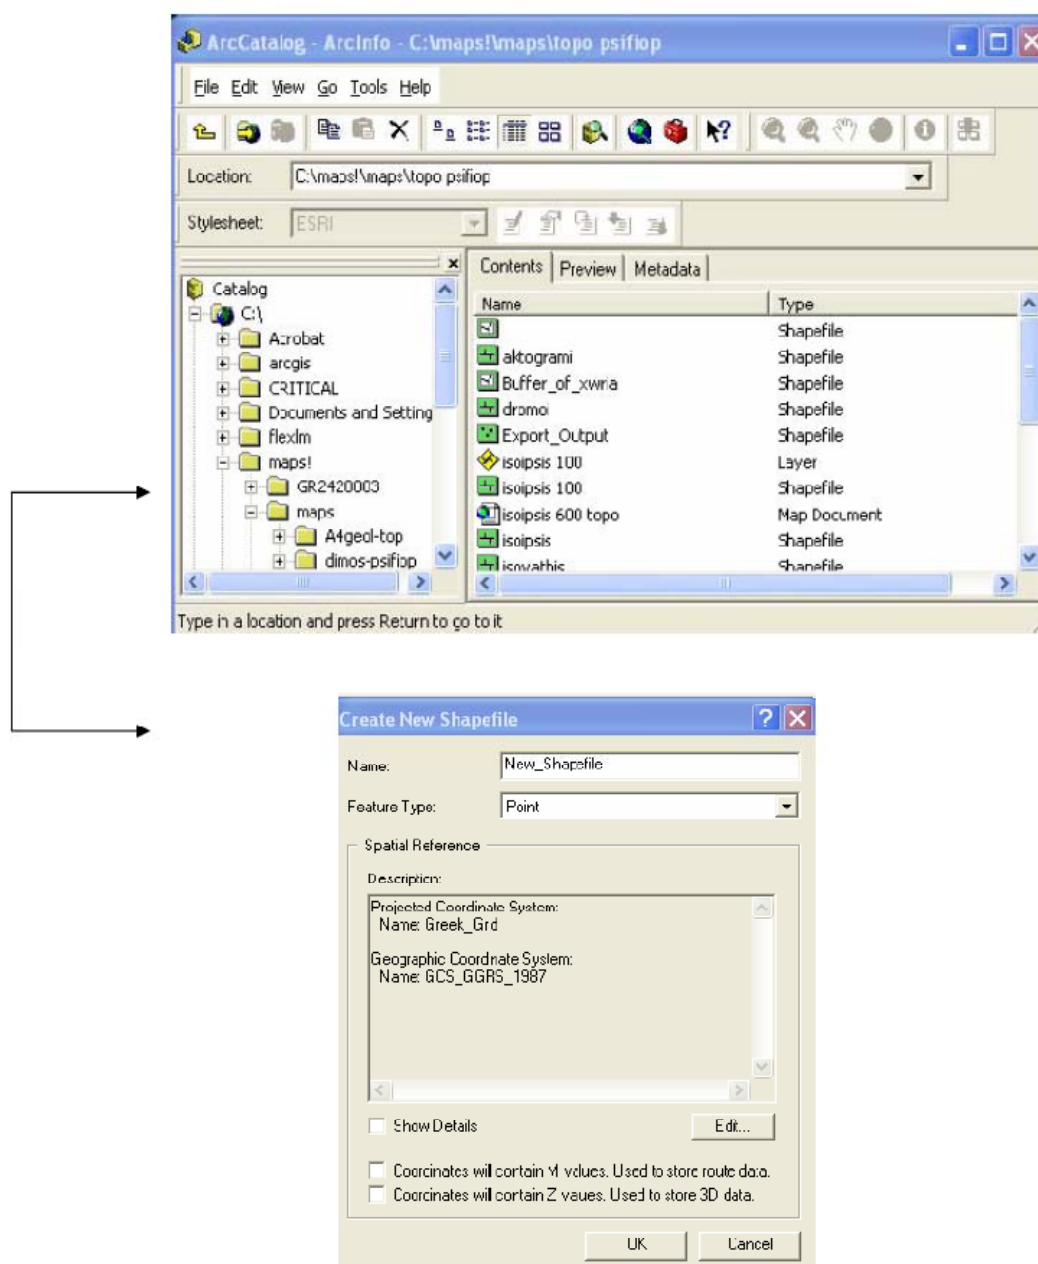 ArcCatalog - ArcInfo - C:\maps!\maps\topo psifiop
File Edit View Go Tools Help
Location: C:\maps!\maps\topo psifiop
Stylesheet: ESRI
Catalog
C:\
Acrobat
arcgis
CRITICAL
Documents and Setting
flexlm
maps!
GR2420003
maps
A4geol-top
dimos-psifiop
Contents Preview Metadata
Name Type
Shapefile
aktogrami Shapefile
Buffer_of_xwria Shapefile
dromoi Shapefile
Export_Output Shapefile
isoipsis 100 Layer
isoipsis 100 Shapefile
isoipsis 600 topo Map Document
isoipsis Shapefile
isovathis Shapefile
Type in a location and press Return to go to it
Create New Shapefile
Name: New_Shapefile
Feature Type: Point
Spatial Reference
Description:
Projected Coordinate System:
Name: Greek_Grid
Geographic Coordinate System:
Name: GCS_GGRS_1987
Show Details
Edit...
Coordinates will contain M values. Used to store route data.
Coordinates will contain Z values. Used to store 3D data.
OK Cancel